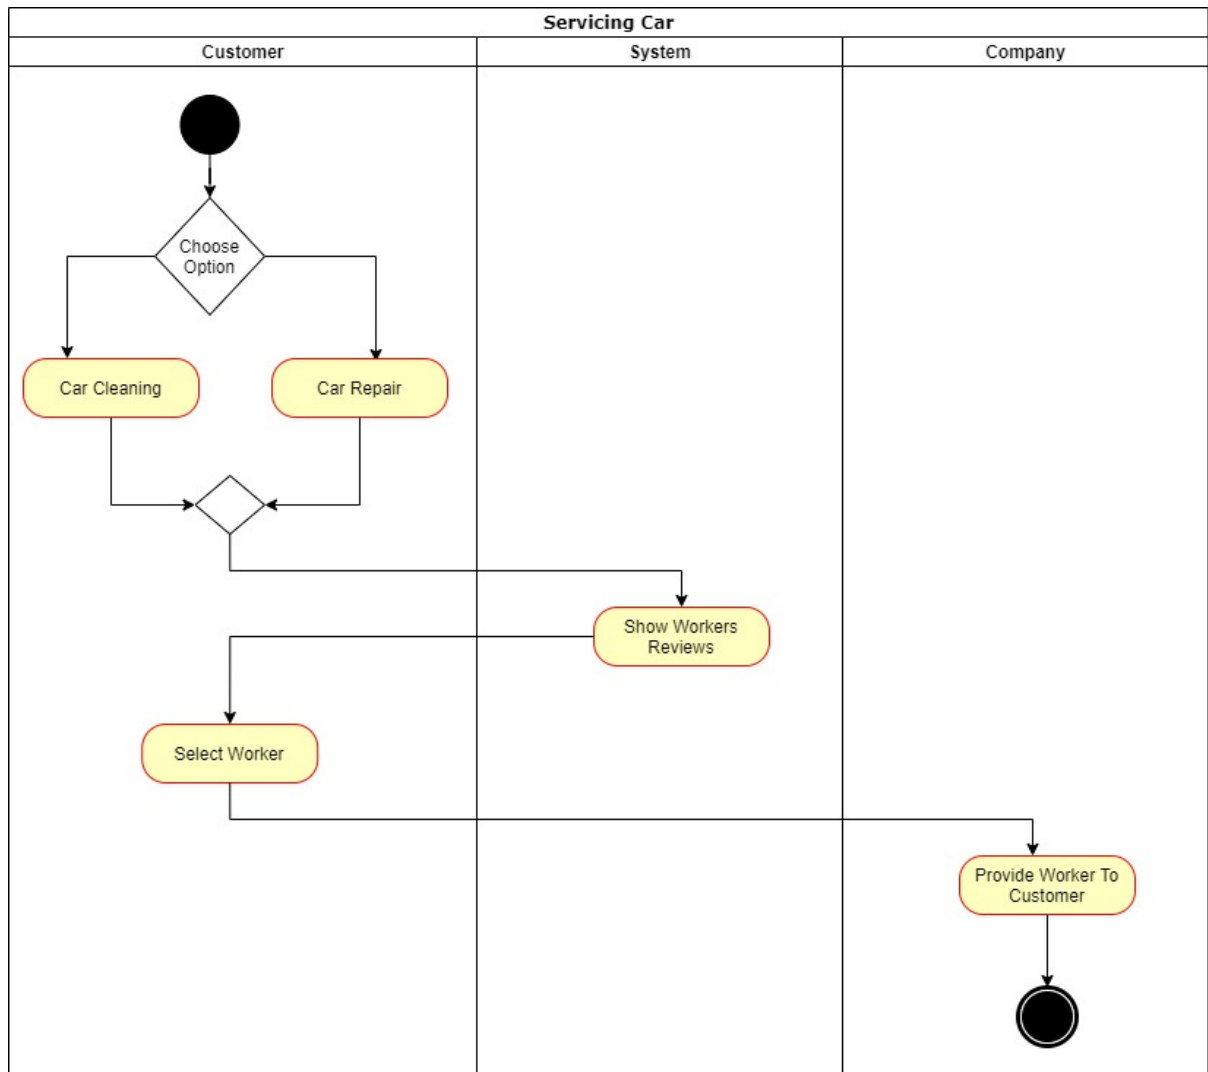 Servicing Car
Customer
System
Company
Choose
Option
Car Cleaning
Car Repair
Show Workers
Reviews
Select Worker
Provide Worker To
Customer